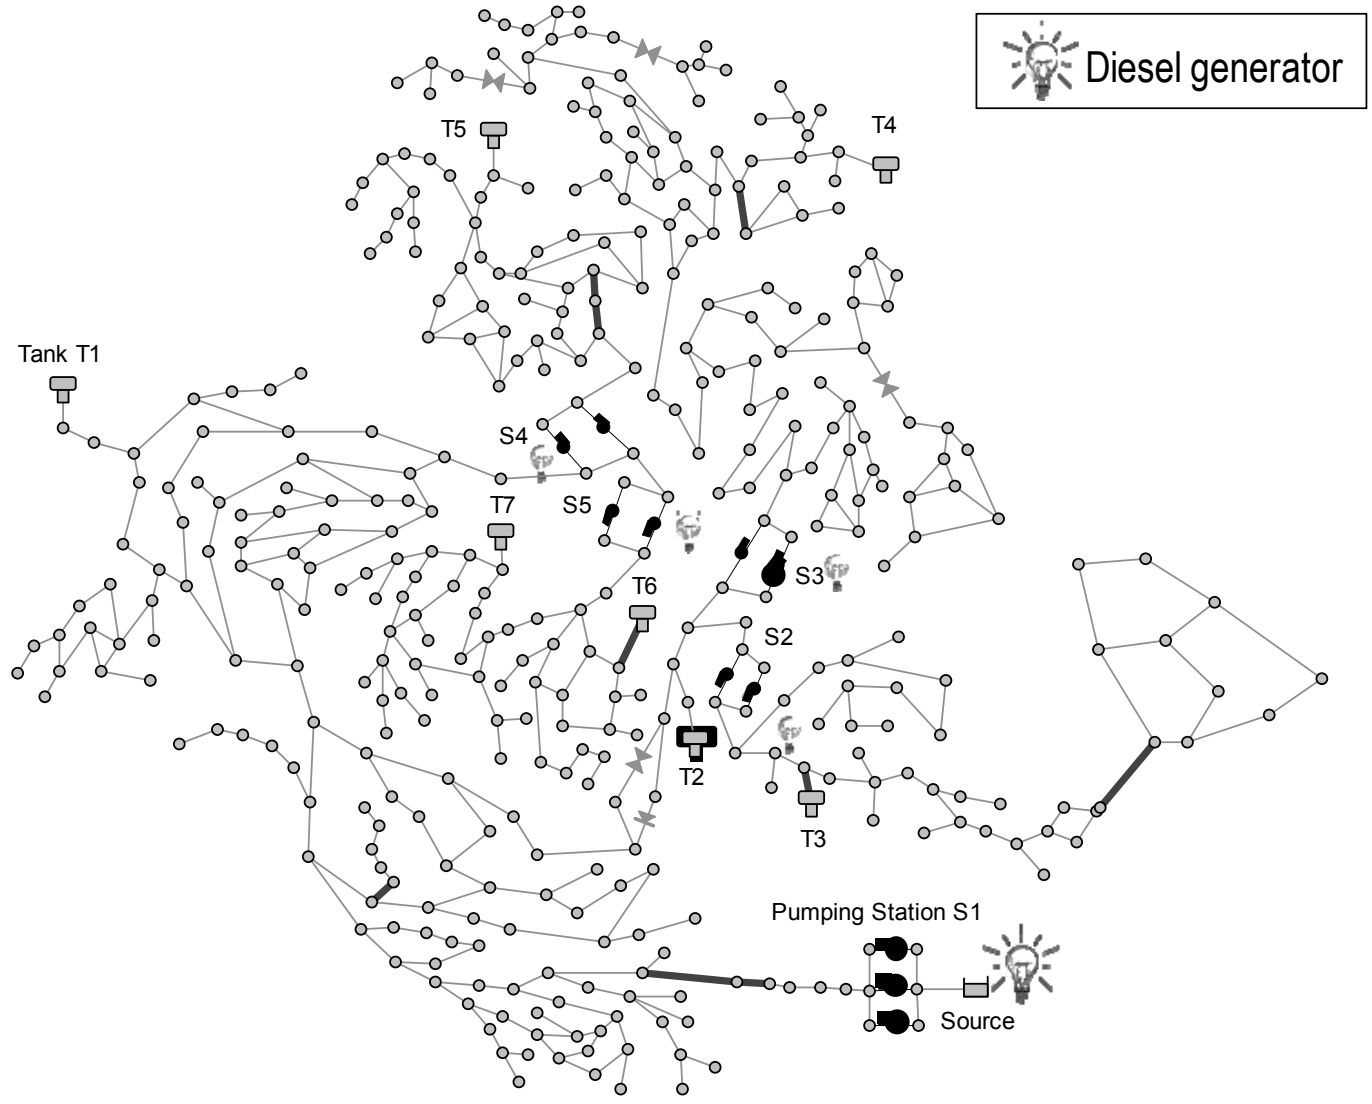 Diesel generator
T5
T4
Tank T1
S4
T7
S5
S3
T6
S2
T2
T3
Pumping Station S1
Source